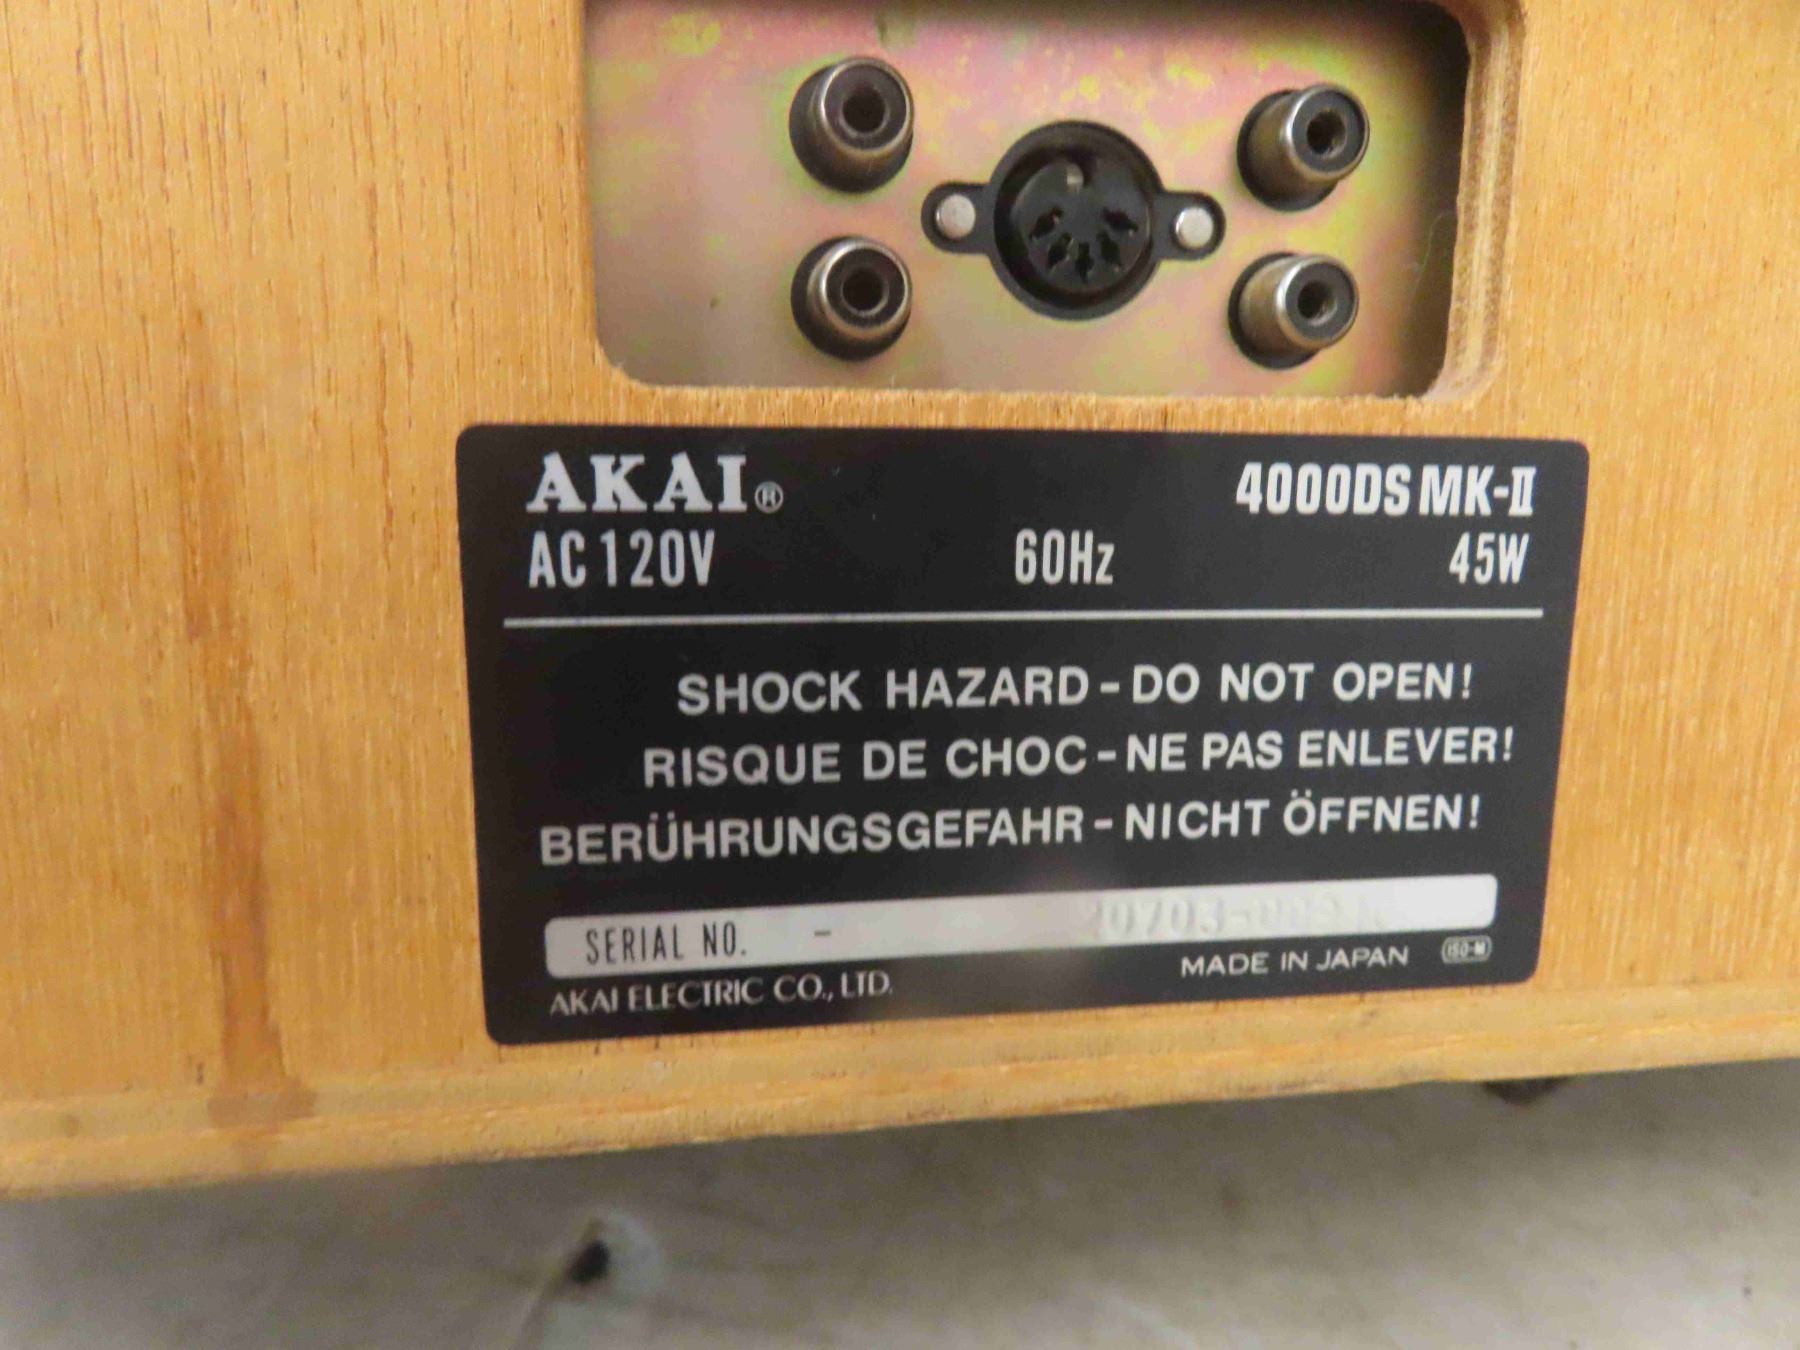 AKAI®
4000DS MK-II
AC 120V 60Hz 45W
SHOCK HAZARD - DO NOT OPEN!
RISQUE DE CHOC - NE PAS ENLEVER!
BERÜHRUNGSGEFAHR - NICHT ÖFFNEN!
SERIAL NO. -
AKAI ELECTRIC CO., LTD.
MADE IN JAPAN ISO-M